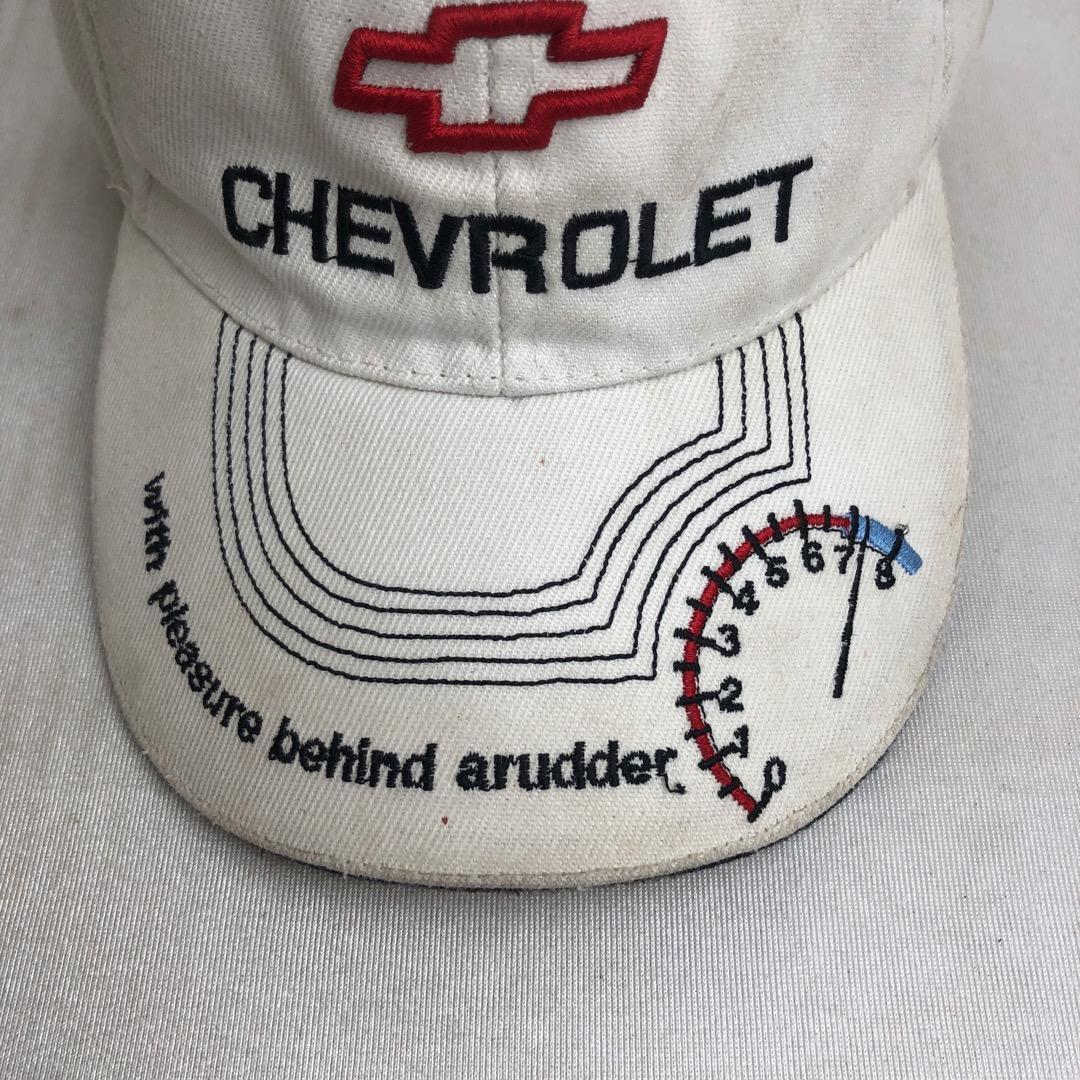 CHEVROLET
with pleasure behind arudder
0 1 2 3 4 5 6 7 8